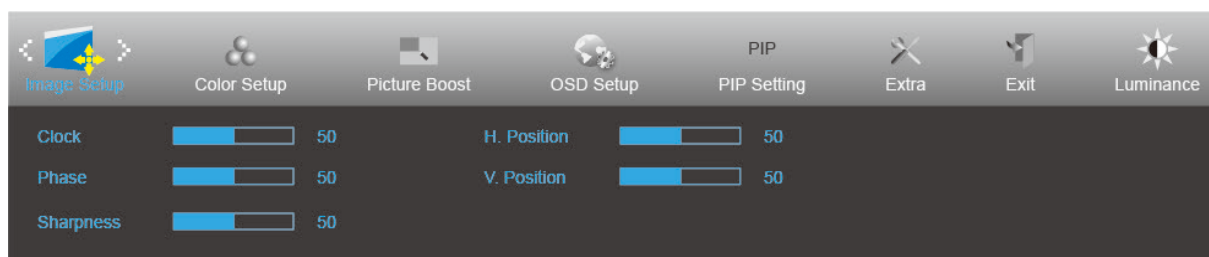 PIP
Image Setup Color Setup Picture Boost OSD Setup PIP Setting Extra Exit Luminance
Clock 50 H. Position 50
Phase 50 V. Position 50
Sharpness 50